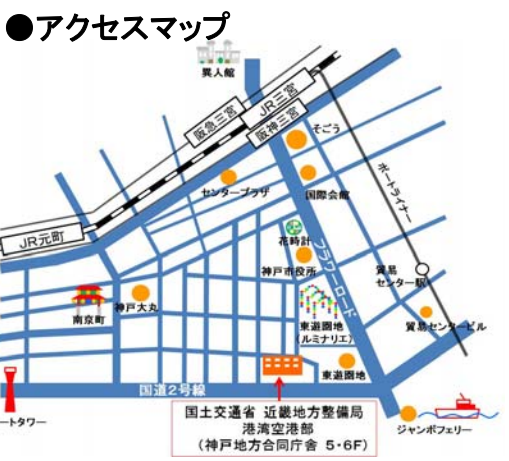 ●アクセスマップ
異人館
阪急三宮
JR三宮
阪神三宮
そごう
センタープラザ
国際会館
ポートライナー
JR元町
花時計
神戸市役所
フラワーロード
貿易
センター駅
南京町
神戸大丸
東遊園地
(ルミナリエ)
貿易センタービル
東遊園地
国道2号線
ートタワー
国土交通省 近畿地方整備局
港湾空港部
(神戸地方合同庁舎 5・6F)
ジャンボフェリー